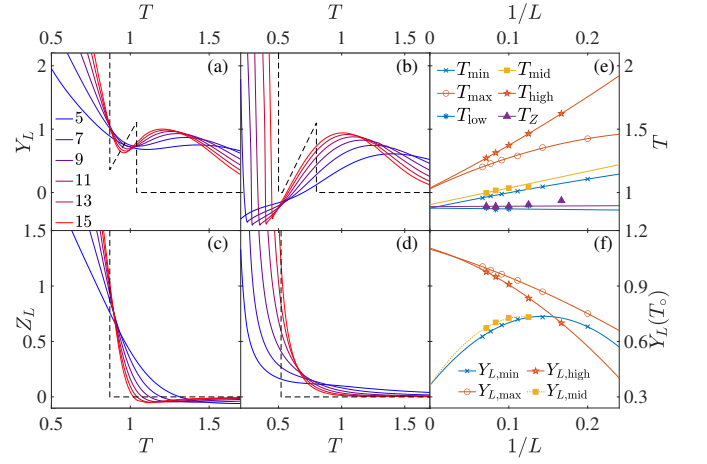 T T 1/L
0.5 1 1.5 0.5 1 1.5 0 0.1 0.2
2 (a) (b) (e) 2
Y_L 1 0
5
7
9
11
13
15
T_min T_mid
T_max T_high
T_low T_Z
T 1.5 1
1.5 (c) (d) (f) 1.2
Z_L 1 0.5 0
Y_L(T_○) 0.9 0.6 0.3
Y_L,min Y_L,high
Y_L,max Y_L,mid
0.5 1 1.5 0.5 1 1.5 0 0.1 0.2
T T 1/L